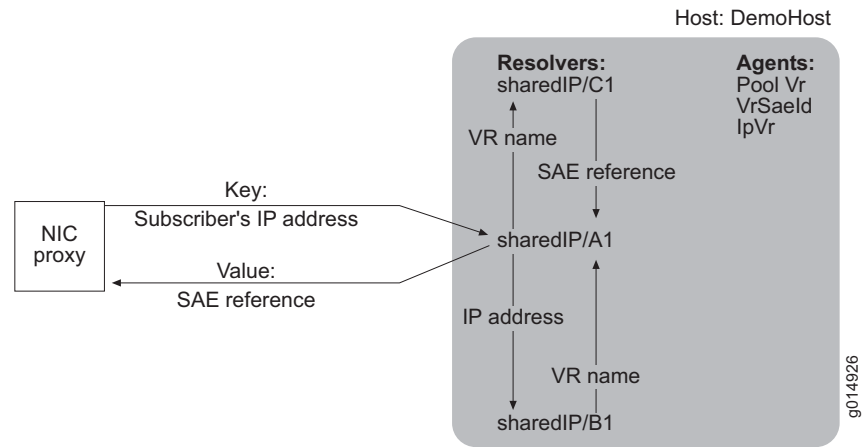 Host: DemoHost
Resolvers:
sharedIP/C1
Agents:
Pool Vr
VrSaeId
IpVr
VR name
SAE reference
Key:
Subscriber's IP address
NIC
proxy
sharedIP/A1
Value:
SAE reference
IP address
VR name
sharedIP/B1
g014926